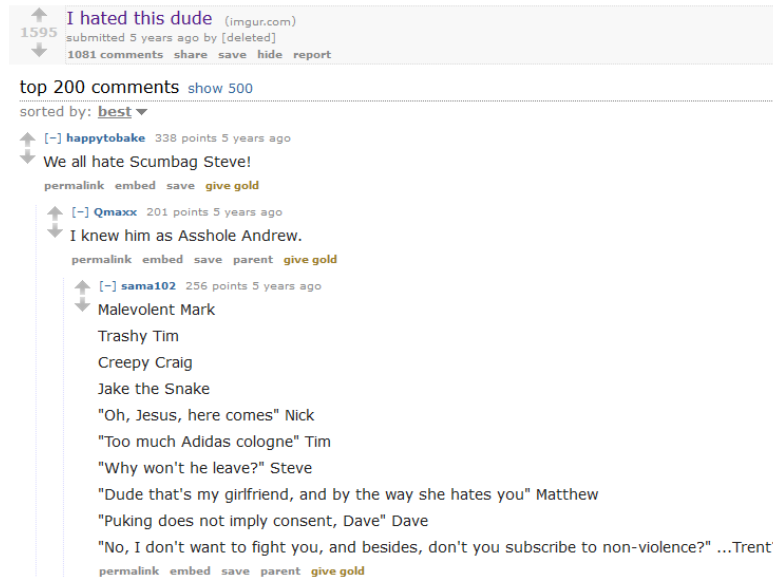 I hated this dude (imgur.com)
1595
submitted 5 years ago by [deleted]
1081 comments share save hide report
top 200 comments show 500
sorted by: best
[–] happytobake 338 points 5 years ago
We all hate Scumbag Steve!
permalink embed save give gold
[–] Qmaxx 201 points 5 years ago
I knew him as Asshole Andrew.
permalink embed save parent give gold
[–] sama102 256 points 5 years ago
Malevolent Mark
Trashy Tim
Creepy Craig
Jake the Snake
"Oh, Jesus, here comes" Nick
"Too much Adidas cologne" Tim
"Why won't he leave?" Steve
"Dude that's my girlfriend, and by the way she hates you" Matthew
"Puking does not imply consent, Dave" Dave
"No, I don't want to fight you, and besides, don't you subscribe to non-violence?" ...Trent?
permalink embed save parent give gold